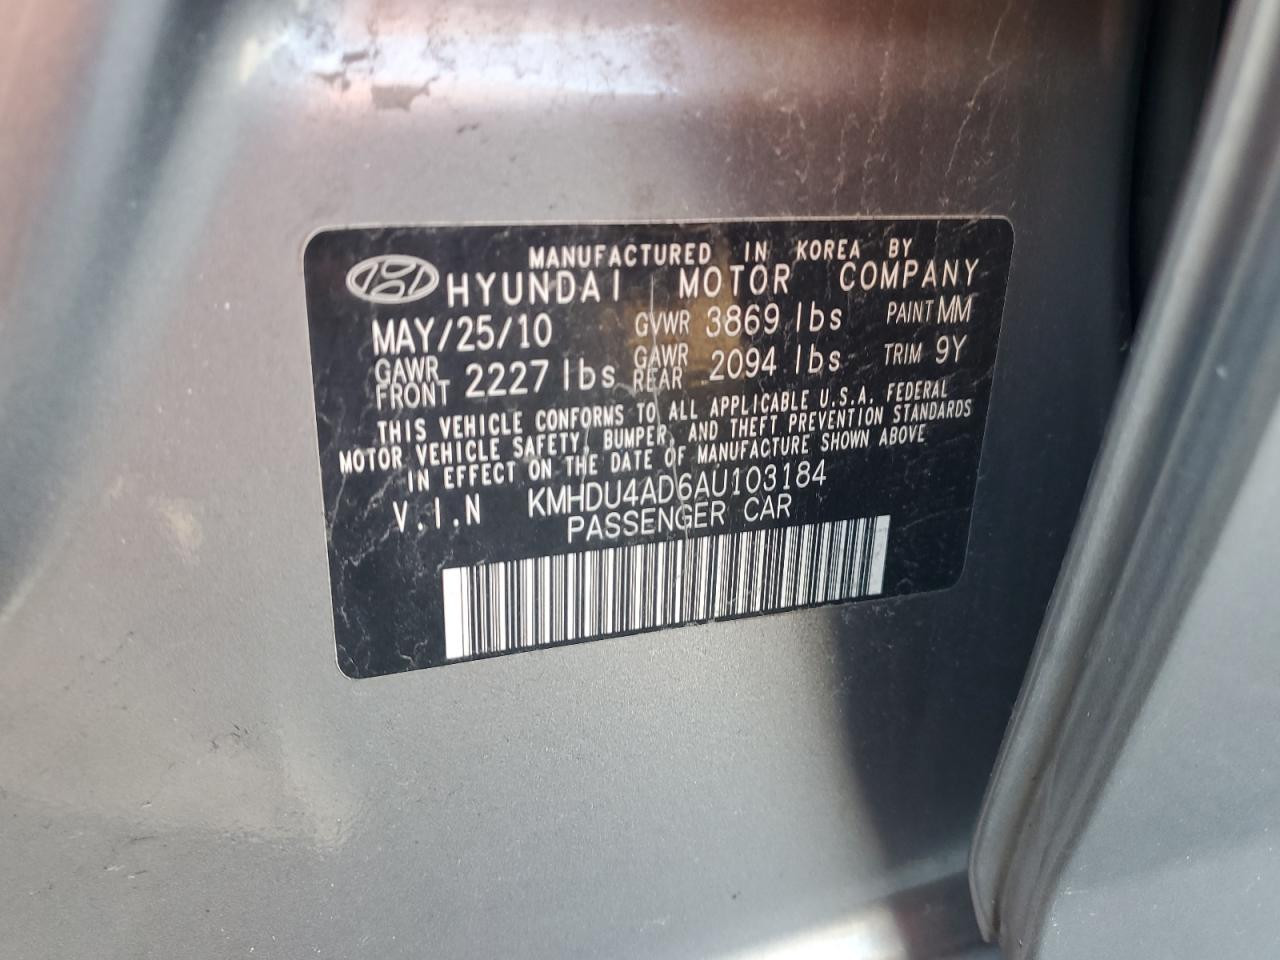 MANUFACTURED IN KOREA BY
HYUNDAI MOTOR COMPANY
MAY/25/10 GVWR 3869 lbs PAINT MM
GAWR FRONT 2227 lbs GAWR REAR 2094 lbs TRIM 9Y
THIS VEHICLE CONFORMS TO ALL APPLICABLE U.S.A. FEDERAL
MOTOR VEHICLE SAFETY, BUMPER, AND THEFT PREVENTION STANDARDS
IN EFFECT ON THE DATE OF MANUFACTURE SHOWN ABOVE
V.I.N KMHDU4AD6AU103184
PASSENGER CAR